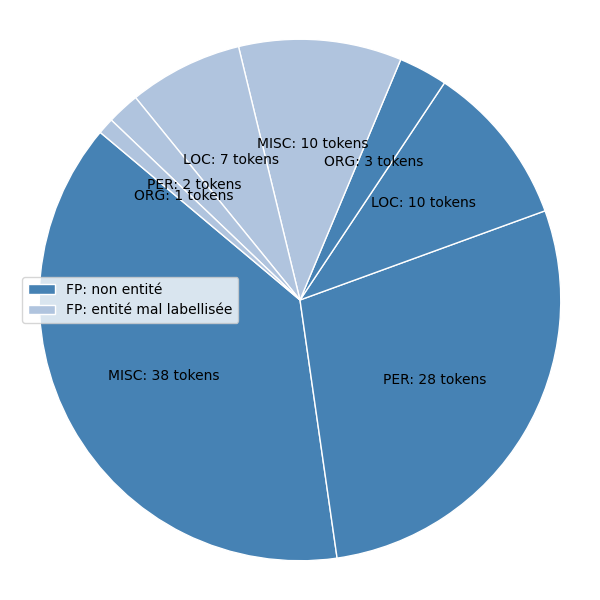 MISC: 10 tokens
LOC: 7 tokens
ORG: 3 tokens
PER: 2 tokens
ORG: 1 tokens
LOC: 10 tokens
FP: non entité
FP: entité mal labellisée
MISC: 38 tokens
PER: 28 tokens